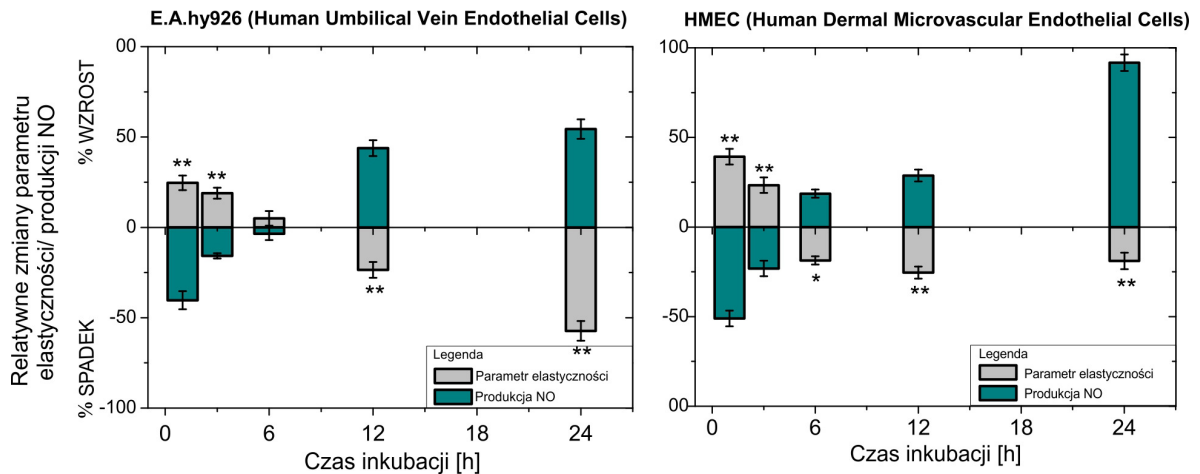 E.A.hy926 (Human Umbilical Vein Endothelial Cells)
Relatywne zmiany parametru
elastyczności/ produkcji NO
% WZROST
% SPADEK
00
50
0
-50
-100
**
**
**
**
Legenda
Parametr elastyczności
Produkcja NO
0
6
12
18
24
Czas inkubacji [h]
HMEC (Human Dermal Microvascular Endothelial Cells)
100
50
0
-50
00
**
**
*
**
**
Legenda
Parametr elastyczności
Produkcja NO
0
6
12
18
24
Czas inkubacji [h]